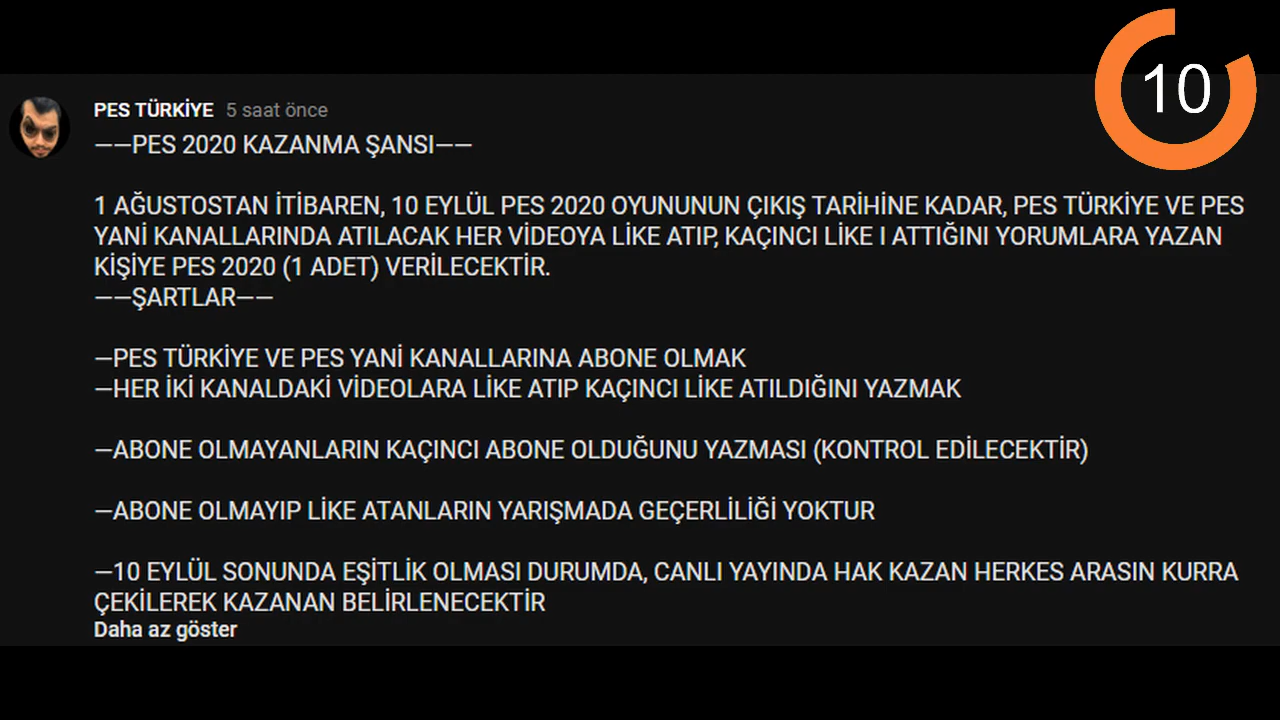 10
PES TÜRKİYE 5 saat önce
——PES 2020 KAZANMA ŞANSI——
1 AĞUSTOSTAN İTİBAREN, 10 EYLÜL PES 2020 OYUNUNUN ÇIKIŞ TARİHİNE KADAR, PES TÜRKİYE VE PES
YANİ KANALLARINDA ATILACAK HER VİDEOYA LİKE ATIP, KAÇINCI LİKE I ATTIĞINI YORUMLARA YAZAN
KİŞİYE PES 2020 (1 ADET) VERİLECEKTİR.
——ŞARTLAR——
—PES TÜRKİYE VE PES YANİ KANALLARINA ABONE OLMAK
—HER İKİ KANALDAKİ VİDEOLARA LİKE ATIP KAÇINCI LİKE ATILDIĞINI YAZMAK
—ABONE OLMAYANLARIN KAÇINCI ABONE OLDUĞUNU YAZMASI (KONTROL EDİLECEKTİR)
—ABONE OLMAYIP LİKE ATANLARIN YARIŞMADA GEÇERLİLİĞİ YOKTUR
—10 EYLÜL SONUNDA EŞİTLİK OLMASI DURUMDA, CANLI YAYINDA HAK KAZAN HERKES ARASIN KURRA
ÇEKİLEREK KAZANAN BELİRLENECEKTİR
Daha az göster